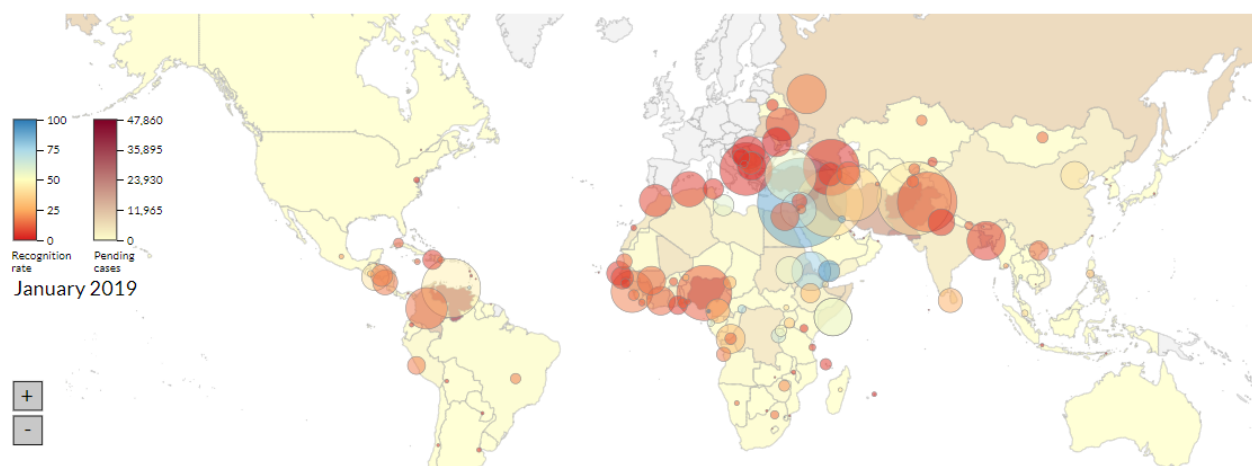 100 47,860
75 35,895
50 23,930
25 11,965
0 0
Recognition Pending
rate cases
January 2019
+
-